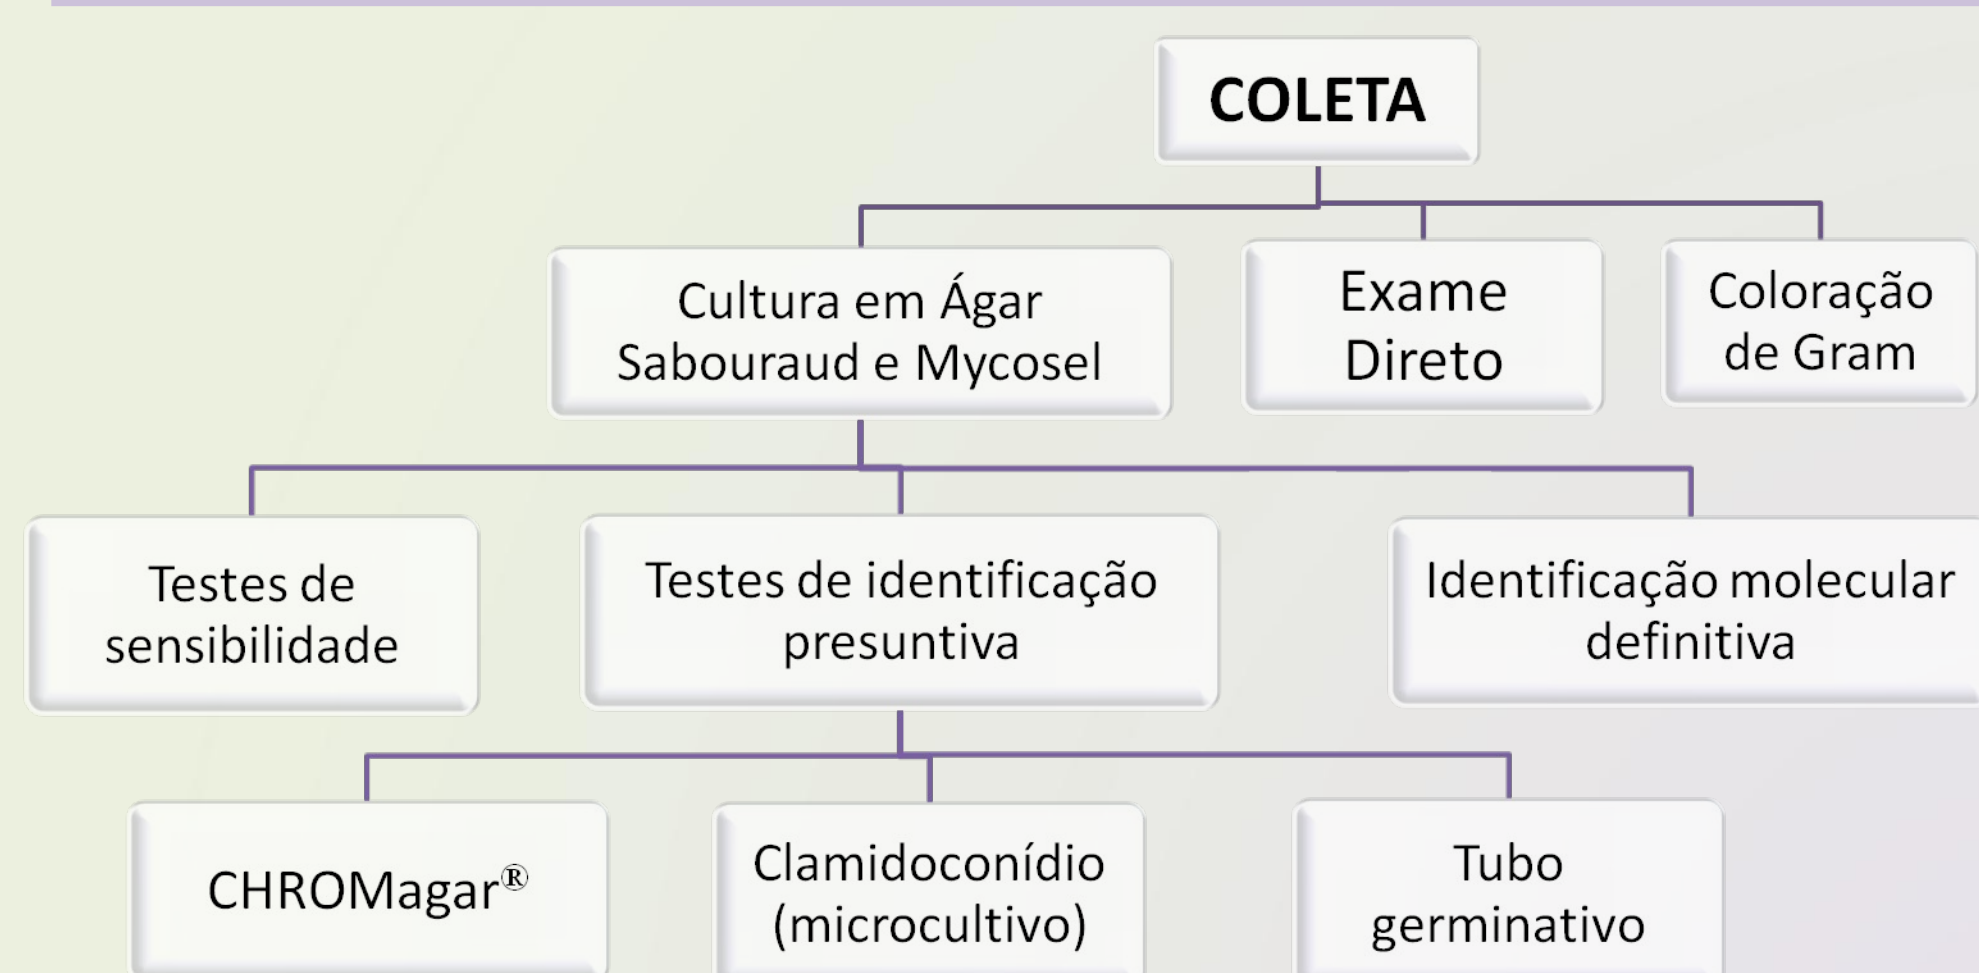 COLETA
Cultura em Ágar
Sabouraud e Mycosel
Exame
Direto
Coloração
de Gram
Testes de
sensibilidade
Testes de identificação
presuntiva
Identificação molecular
definitiva
CHROMagar®
Clamidoconídio
(microcultivo)
Tubo
germinativo